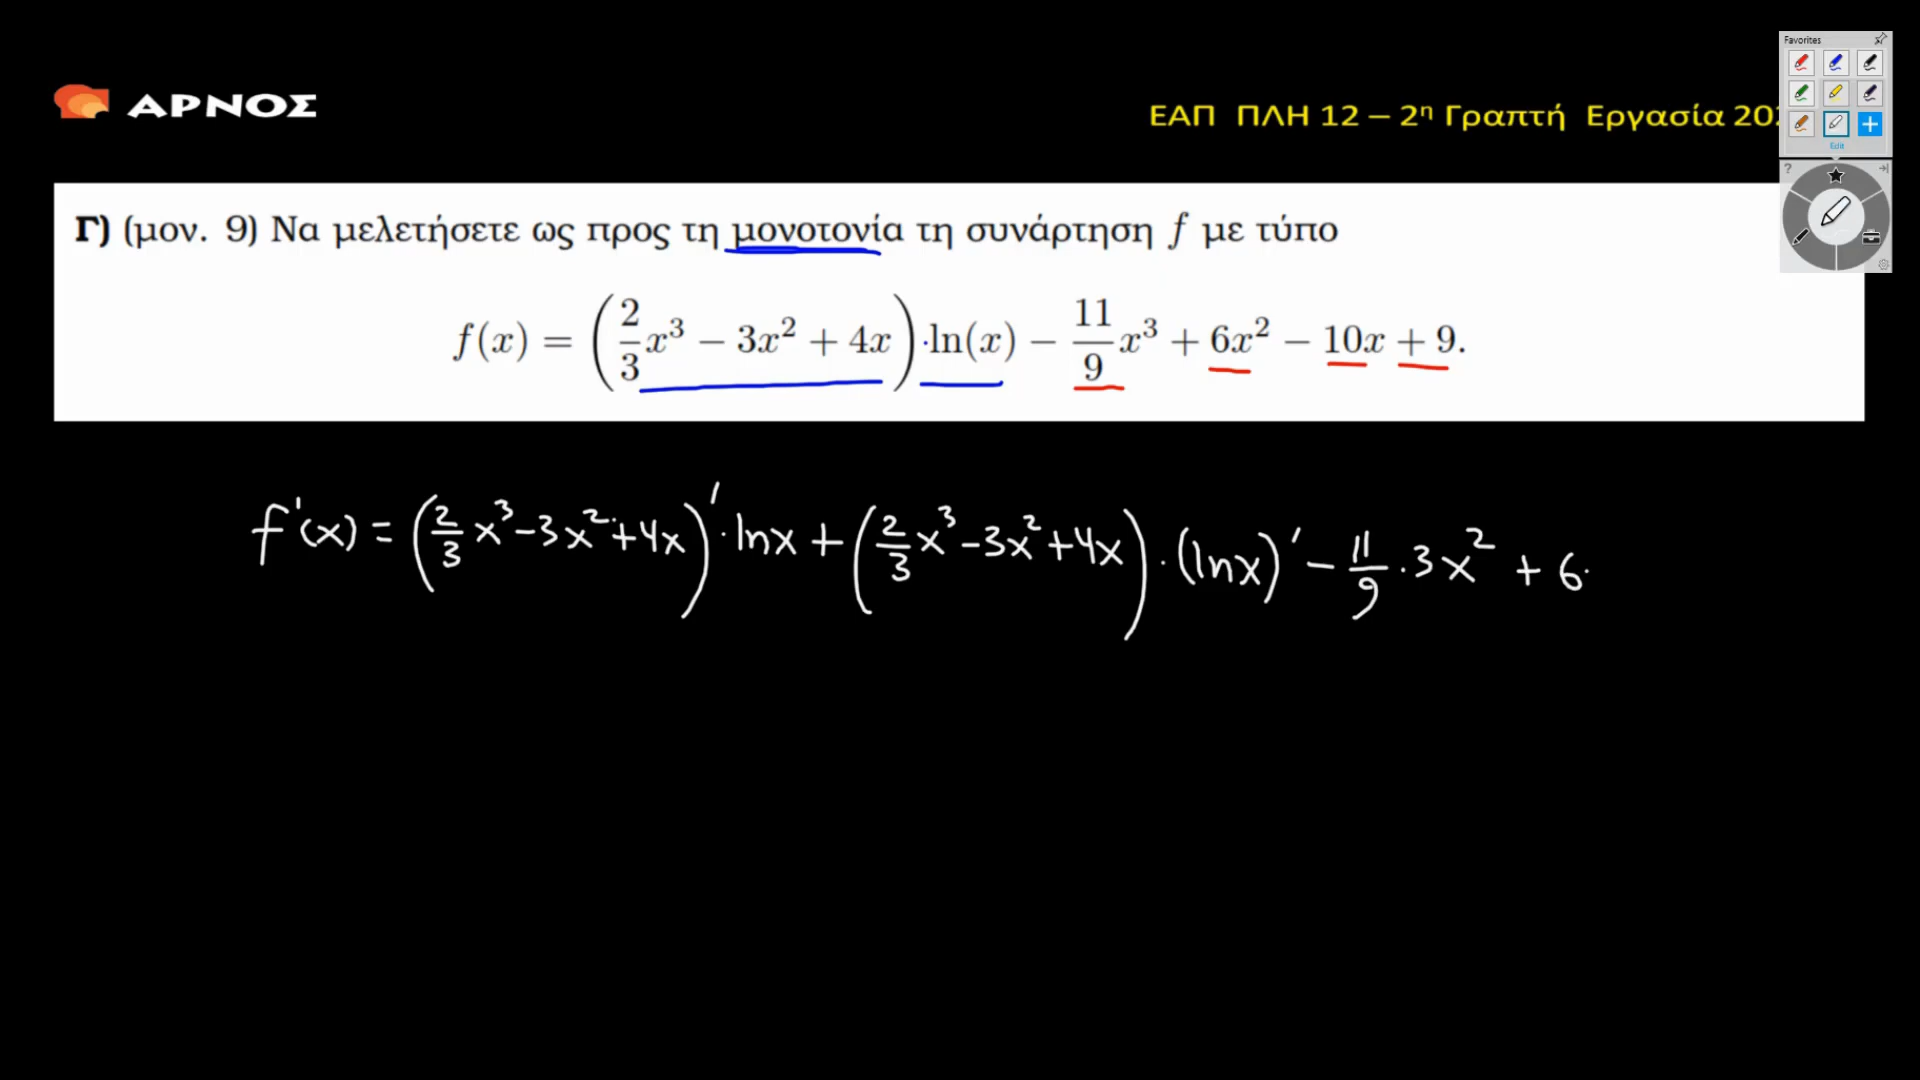 Favorites
Edit
ΑΡΝΟΣ
ΕΑΠ ΠΛΗ 12 – 2η Γραπτή Εργασία 20
Γ) (μον. 9) Να μελετήσετε ως προς τη μονοτονία τη συνάρτηση f με τύπο
f(x) = (2/3 x³ − 3x² + 4x) · ln(x) − 11/9 x³ + 6x² − 10x + 9.
f'(x) = (2/3 x³ − 3x² + 4x)' · lnx + (2/3 x³ − 3x² + 4x) · (lnx)' − 11/9 · 3x² + 6·